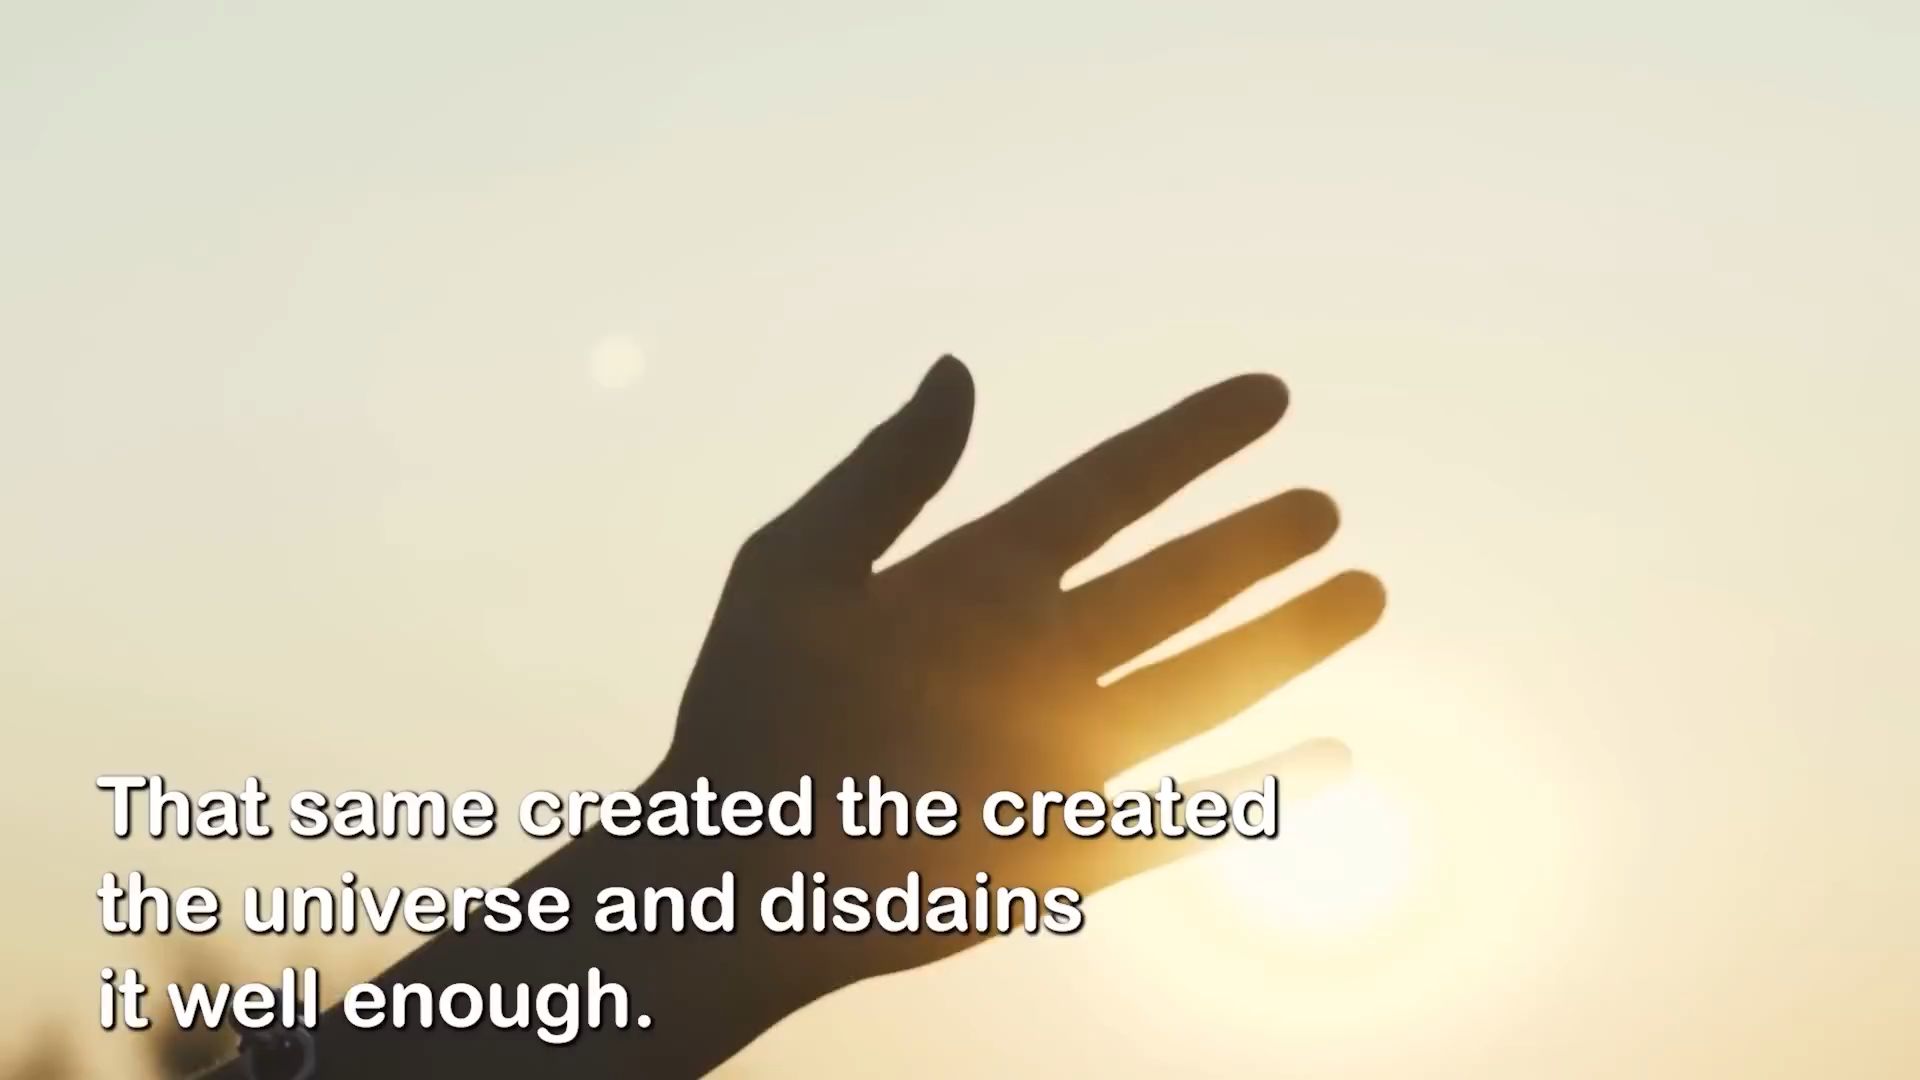 That same created the created
the universe and disdains
it well enough.